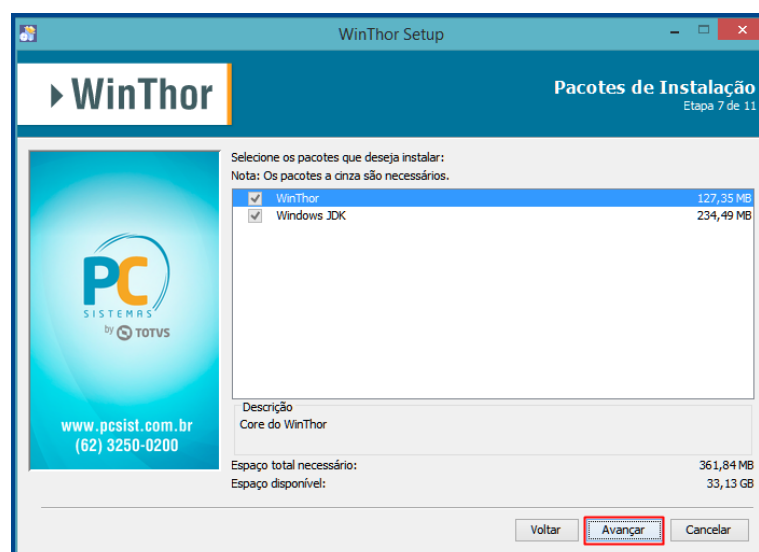 WinThor Setup
WinThor
Pacotes de Instalação
Etapa 7 de 11
Selecione os pacotes que deseja instalar:
Nota: Os pacotes a cinza são necessários.
WinThor 127,35 MB
Windows JDK 234,49 MB
PC
SISTEMAS
by TOTVS
www.pcsist.com.br
(62) 3250-0200
Descrição
Core do WinThor
Espaço total necessário: 361,84 MB
Espaço disponível: 33,13 GB
Voltar Avançar Cancelar